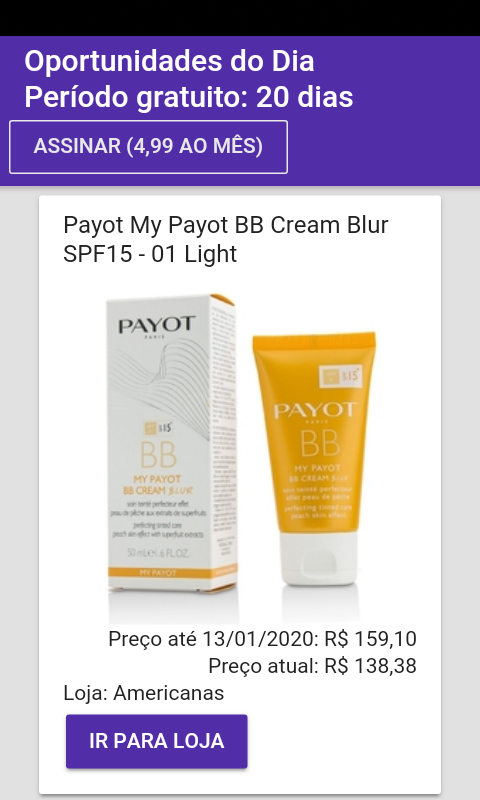 Oportunidades do Dia
Período gratuito: 20 dias
ASSINAR (4,99 AO MÊS)
Payot My Payot BB Cream Blur
SPF15 - 01 Light
PAYOT
PARIS
BB
MY PAYOT
BB CREAM BLUR
soin teinté perfecteur effet
peau de pêche aux extraits de superfruits
perfecting tinted care
peach skin effect with superfruit extracts
50 mL℮1.6 FL.OZ.
MY PAYOT
15
PAYOT
PARIS
BB
MY PAYOT
BB CREAM BLUR
soin teinté perfecteur
effet peau de pêche
perfecting tinted care
peach skin effect
Preço até 13/01/2020: R$ 159,10
Preço atual: R$ 138,38
Loja: Americanas
IR PARA LOJA